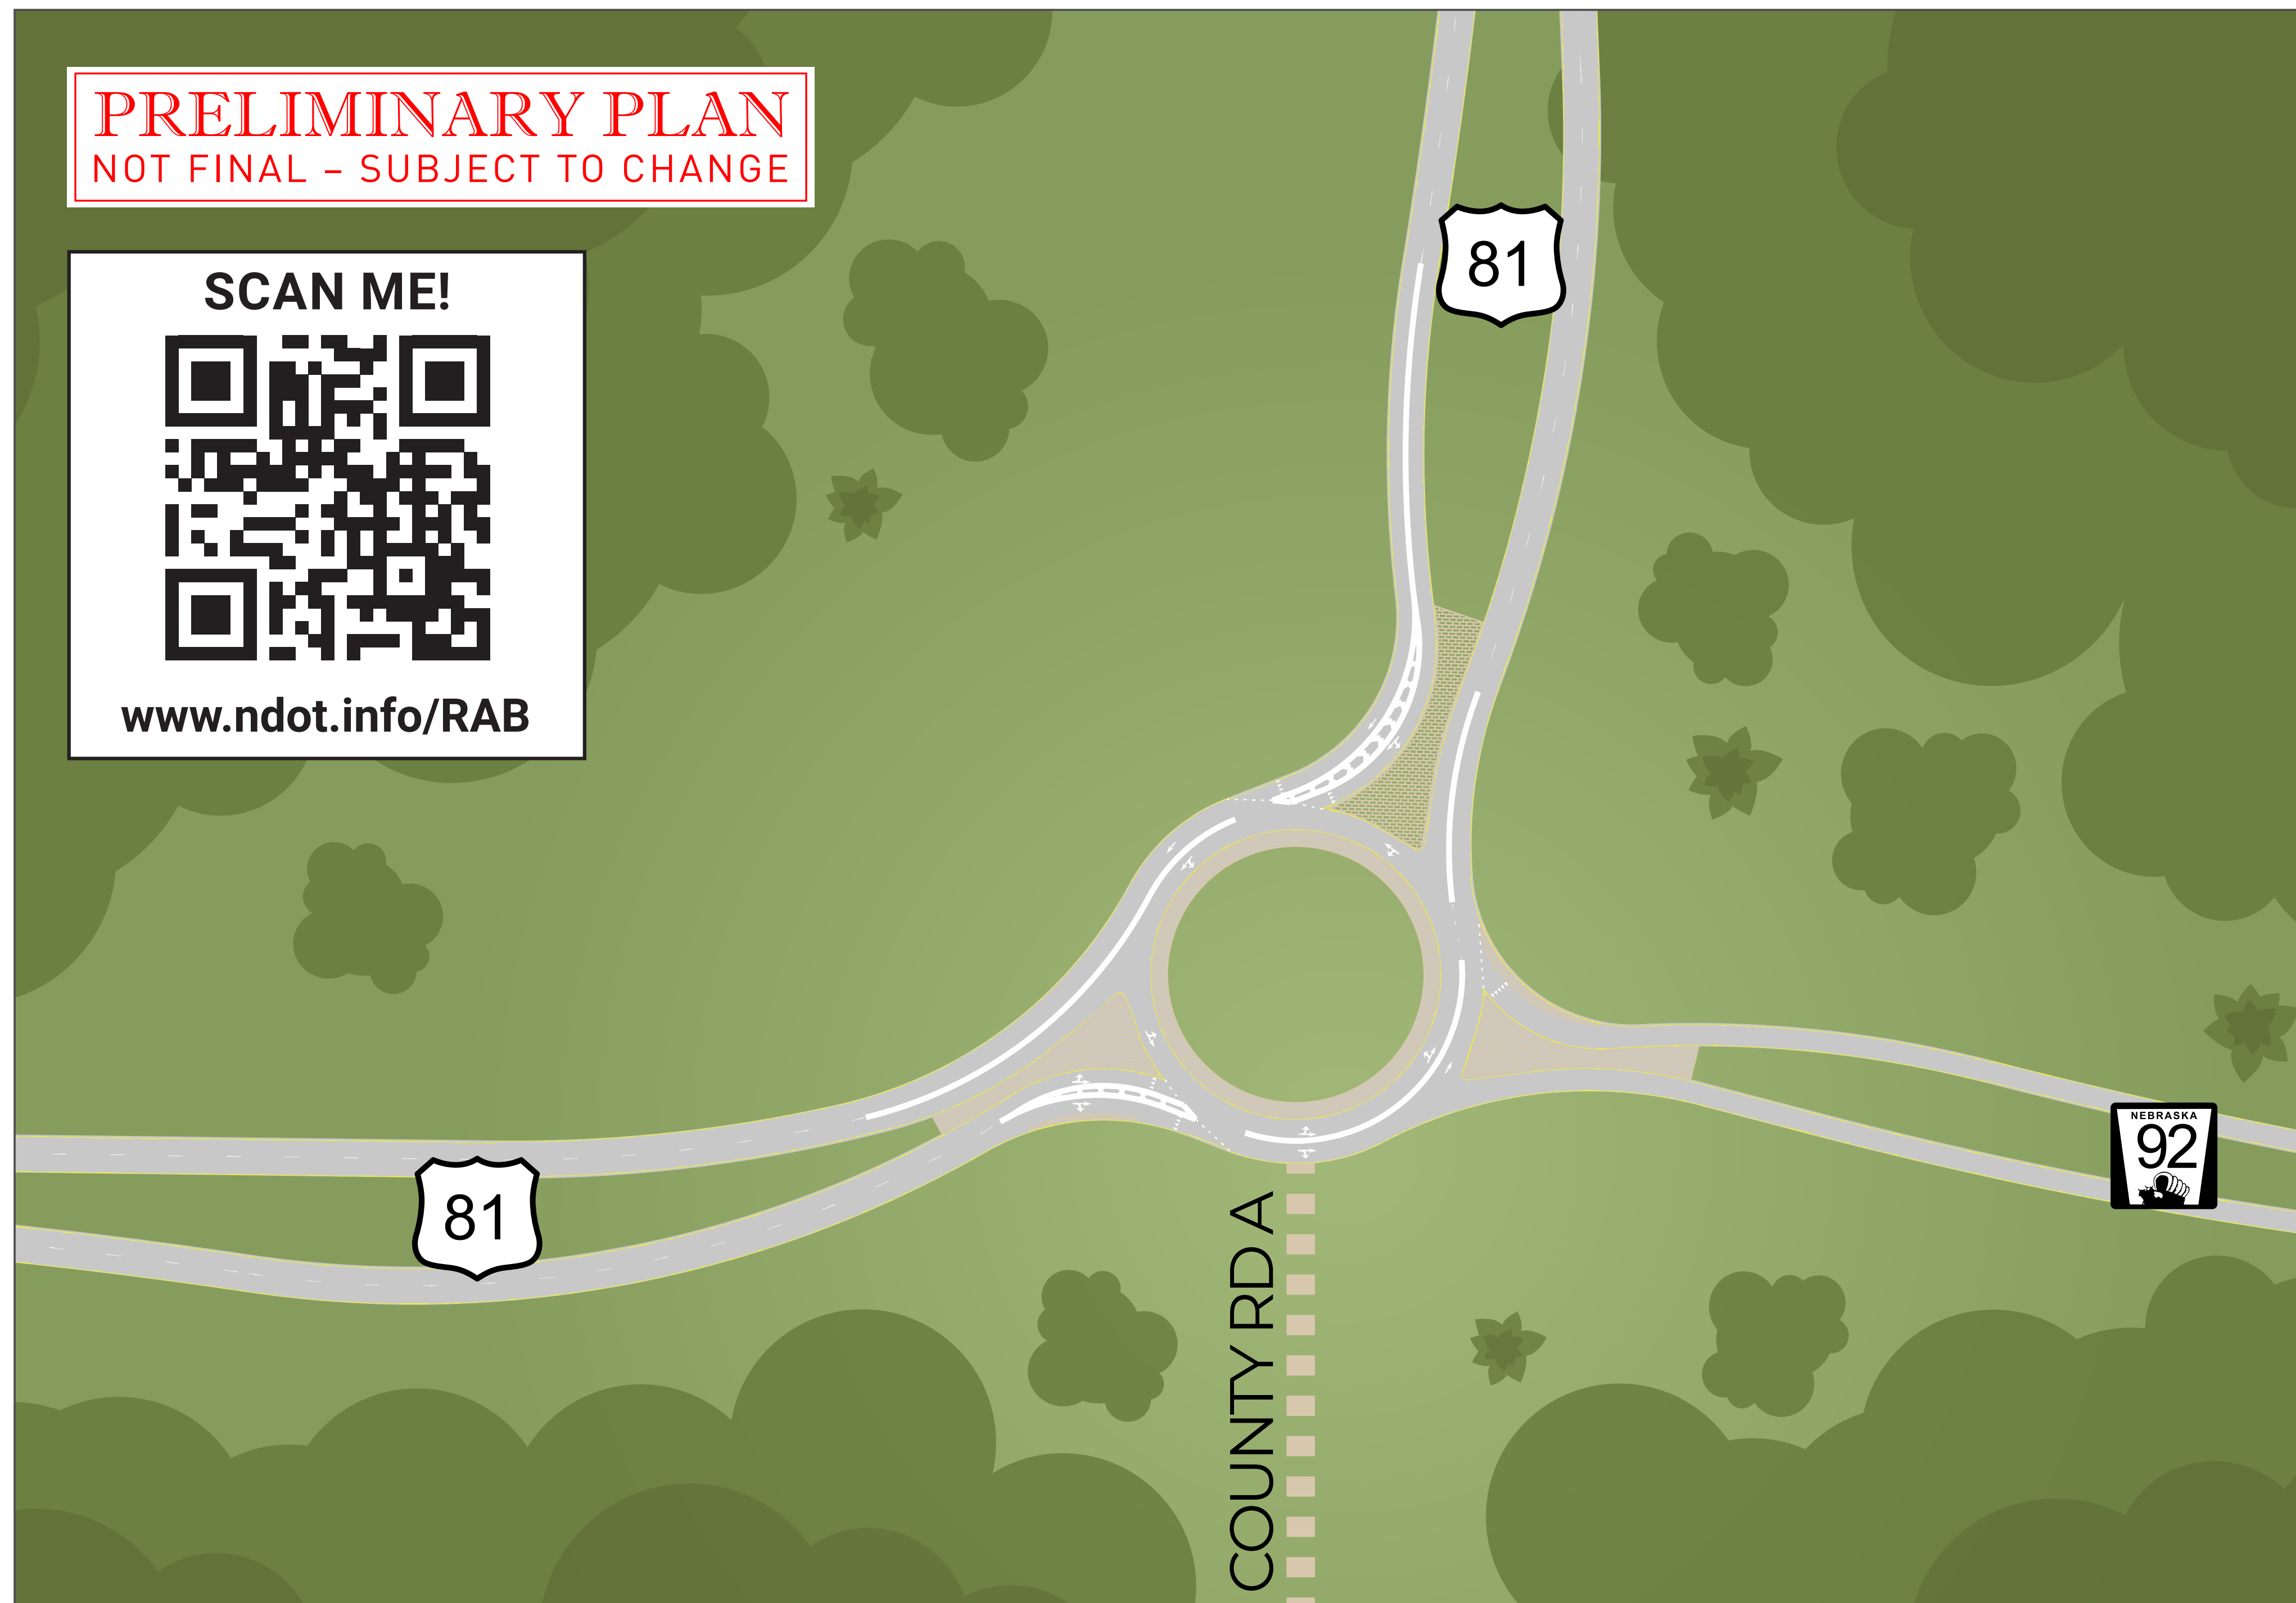 PRELIMINARY PLAN
NOT FINAL – SUBJECT TO CHANGE
SCAN ME!
www.ndot.info/RAB
81
81
NEBRASKA
92
COUNTY RD A